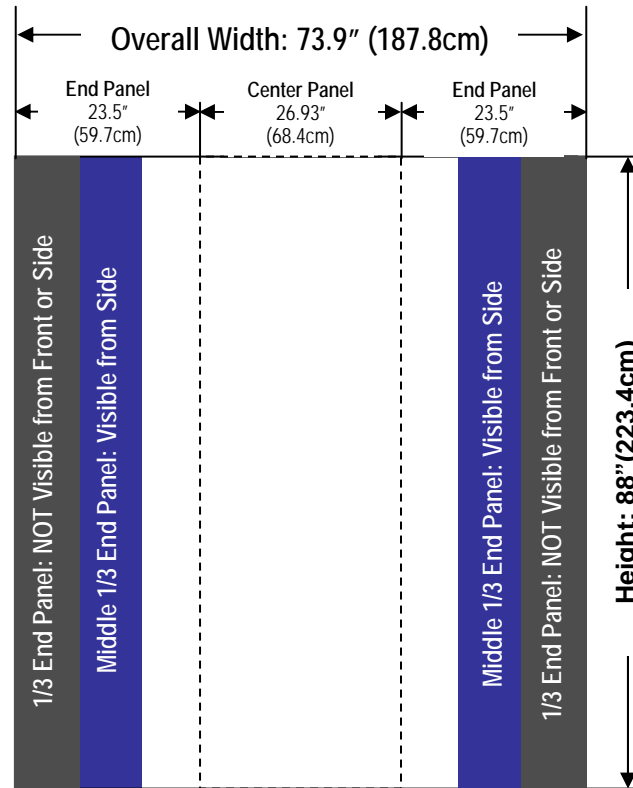 Overall Width: 73.9" (187.8cm)
End Panel
23.5"
(59.7cm)
Center Panel
26.93"
(68.4cm)
End Panel
23.5"
(59.7cm)
1/3 End Panel: NOT Visible from Front or Side
Middle 1/3 End Panel: Visible from Side
Middle 1/3 End Panel: Visible from Side
1/3 End Panel: NOT Visible from Front or Side
Height: 88"(223.4cm)